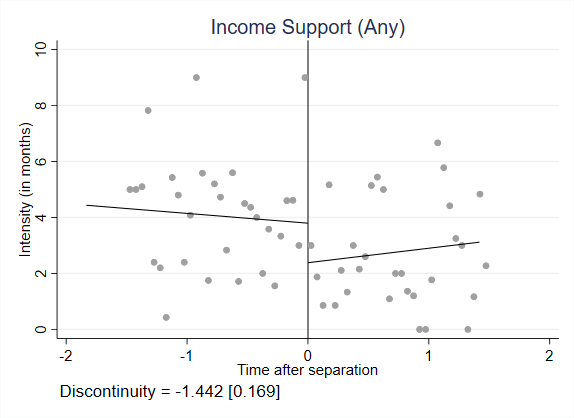 Income Support (Any)
Intensity (in months)
10
8
6
4
2
0
-2
-1
0
1
2
Time after separation
Discontinuity = -1.442 [0.169]